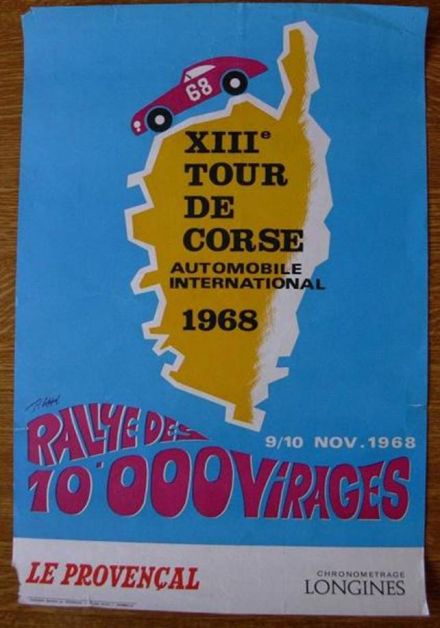 68
XIIIe
TOUR
DE
CORSE
AUTOMOBILE
INTERNATIONAL
1968
RALLYE DES
9/10 NOV. 1968
10'000 VIRAGES
LE PROVENÇAL
CHRONOMETRAGE
LONGINES